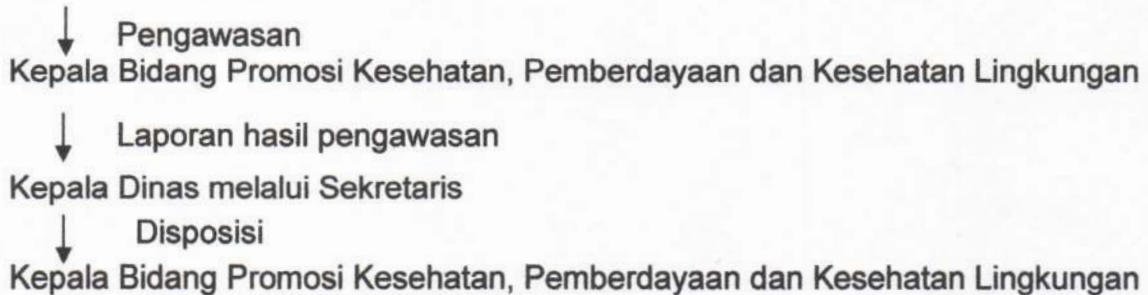 Pengawasan
Kepala Bidang Promosi Kesehatan, Pemberdayaan dan Kesehatan Lingkungan
Laporan hasil pengawasan
Kepala Dinas melalui Sekretaris
Disposisi
Kepala Bidang Promosi Kesehatan, Pemberdayaan dan Kesehatan Lingkungan